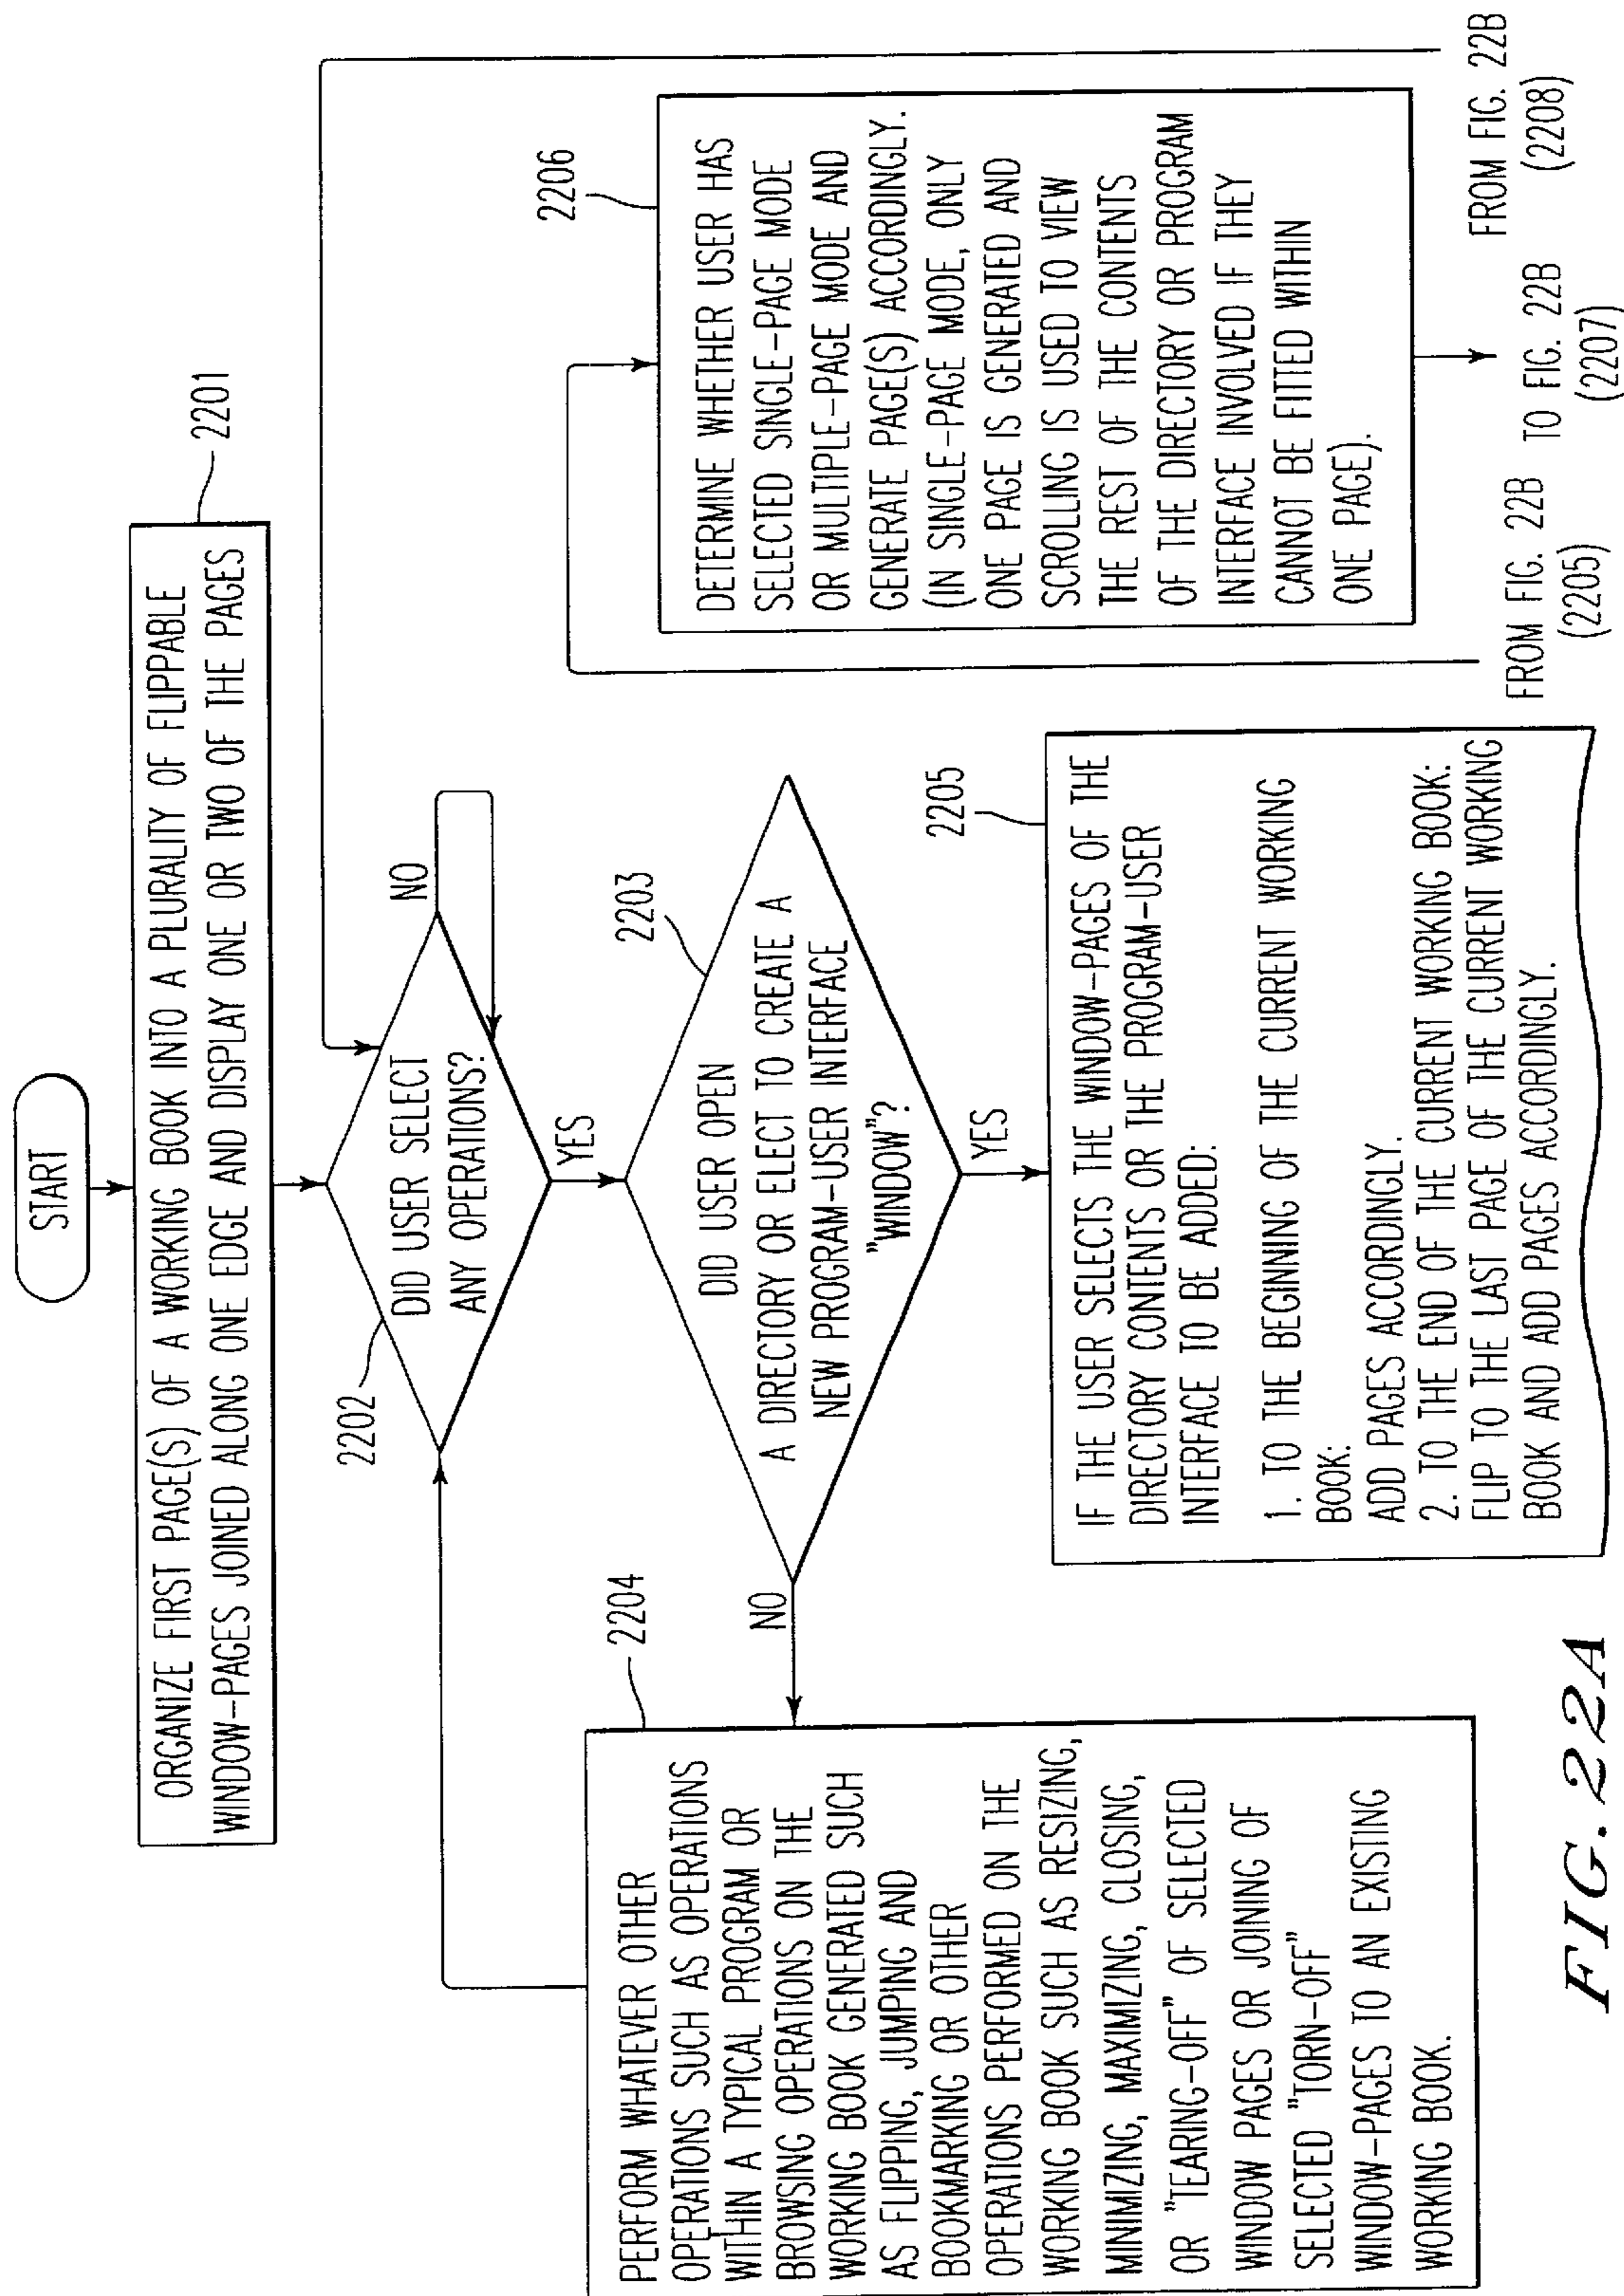 START
ORGANIZE FIRST PAGE(S) OF A WORKING BOOK INTO A PLURALITY OF FLIPPABLE
WINDOW-PAGES JOINED ALONG ONE EDGE AND DISPLAY ONE OR TWO OF THE PAGES
2201
2202
DID USER SELECT
ANY OPERATIONS?
NO
YES
2203
DID USER OPEN
A DIRECTORY OR ELECT TO CREATE A
NEW PROGRAM-USER INTERFACE
"WINDOW"?
NO
YES
2204
PERFORM WHATEVER OTHER
OPERATIONS SUCH AS OPERATIONS
WITHIN A TYPICAL PROGRAM OR
BROWSING OPERATIONS ON THE
WORKING BOOK GENERATED SUCH
AS FLIPPING, JUMPING AND
BOOKMARKING OR OTHER
OPERATIONS PERFORMED ON THE
WORKING BOOK SUCH AS RESIZING,
MINIMIZING, MAXIMIZING, CLOSING,
OR "TEARING-OFF" OF SELECTED
WINDOW PAGES OR JOINING OF
SELECTED "TORN-OFF"
WINDOW-PAGES TO AN EXISTING
WORKING BOOK.
2205
IF THE USER SELECTS THE WINDOW-PAGES OF THE
DIRECTORY CONTENTS OR THE PROGRAM-USER
INTERFACE TO BE ADDED:
1. TO THE BEGINNING OF THE CURRENT WORKING
BOOK:
ADD PAGES ACCORDINGLY.
2. TO THE END OF THE CURRENT WORKING BOOK:
FLIP TO THE LAST PAGE OF THE CURRENT WORKING
BOOK AND ADD PAGES ACCORDINGLY.
2206
DETERMINE WHETHER USER HAS
SELECTED SINGLE-PAGE MODE
OR MULTIPLE-PAGE MODE AND
GENERATE PAGE(S) ACCORDINGLY.
(IN SINGLE-PAGE MODE, ONLY
ONE PAGE IS GENERATED AND
SCROLLING IS USED TO VIEW
THE REST OF THE CONTENTS
OF THE DIRECTORY OR PROGRAM
INTERFACE INVOLVED IF THEY
CANNOT BE FITTED WITHIN
ONE PAGE).
FROM FIG. 22B
(2205)
TO FIG. 22B
(2207)
FROM FIG. 22B
(2208)
FIG. 22A